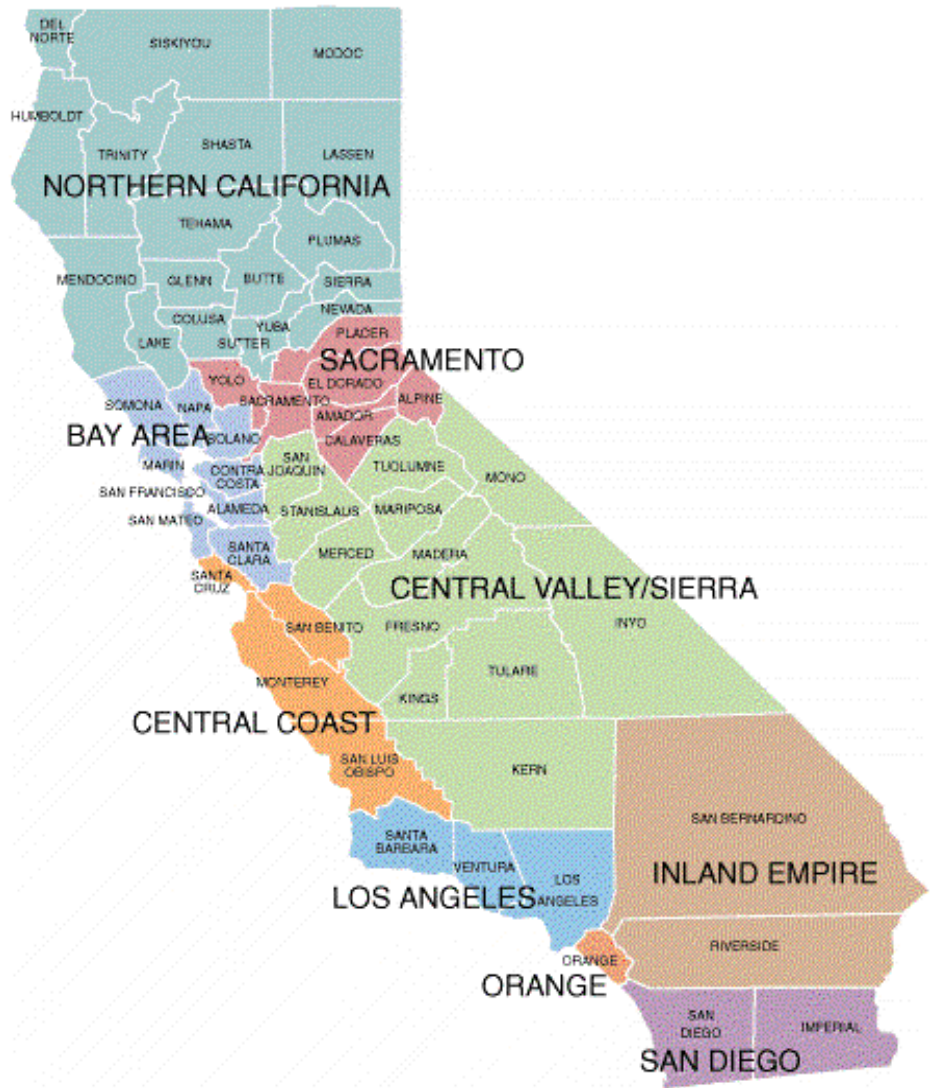 DEL
NORTE
SISKIYOU
MODOC
HUMBOLDT
TRINITY
SHASTA
LASSEN
NORTHERN CALIFORNIA
TEHAMA
PLUMAS
MENDOCINO
GLENN
BUTTE
SIERRA
NEVADA
COLUSA
YUBA
LAKE
SUTTER
PLACER
SACRAMENTO
YOLO
EL DORADO
SACRAMENTO
ALPINE
SOMONA
NAPA
AMADOR
BAY AREA
SOLANO
CALAVERAS
MARIN
CONTRA
COSTA
SAN
JOAQUIN
TUOLUMNE
MONO
SAN FRANCISCO
ALAMEDA
STANISLAUS
MARIPOSA
SAN MATEO
SANTA
CLARA
MERCED
MADERA
SANTA
CRUZ
CENTRAL VALLEY/SIERRA
SAN BENITO
FRESNO
INYO
MONTEREY
KINGS
TULARE
CENTRAL COAST
SAN LUIS
OBISPO
KERN
SAN BERNARDINO
SANTA
BARBARA
VENTURA
LOS
ANGELES
INLAND EMPIRE
LOS ANGELES
RIVERSIDE
ORANGE
ORANGE
SAN
DIEGO
IMPERIAL
SAN DIEGO